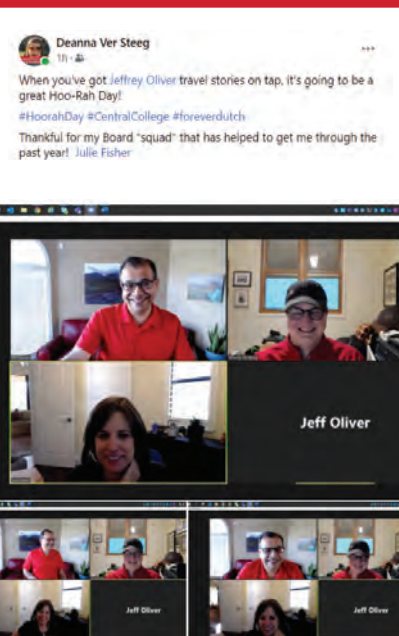 Deanna Ver Steeg
1h ·
When you've got Jeffrey Oliver travel stories on tap, it's going to be a
great Hoo-Rah Day!
#HoorahDay #CentralCollege #foreverdutch
Thankful for my Board "squad" that has helped to get me through the
past year! Julie Fisher
Jeff Oliver
Jeff Oliver
Jeff Oliver